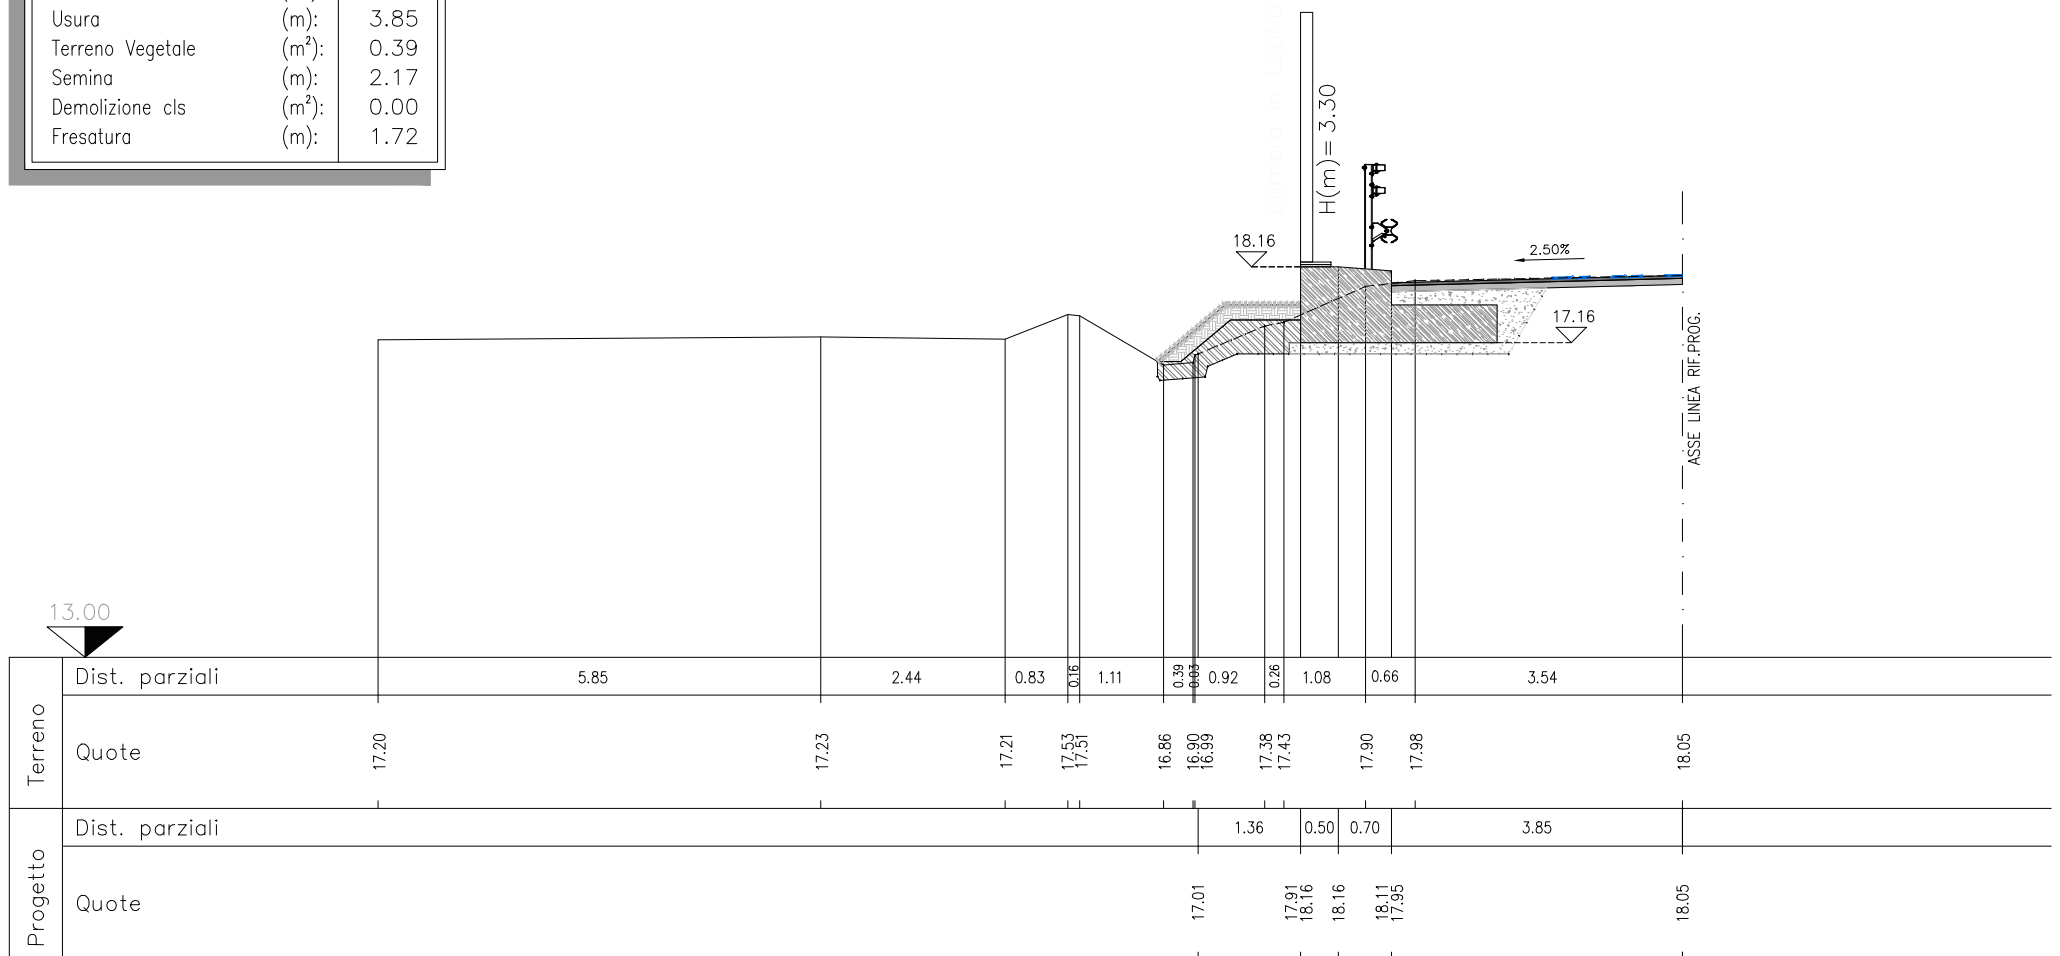 Usura (m): 3.85
Terreno Vegetale (m²): 0.39
Semina (m): 2.17
Demolizione cls (m²): 0.00
Fresatura (m): 1.72
H(m)= 3.30
18.16
2.50%
17.16
ASSE LINEA RIF.PROG.
13.00
Terreno
Dist. parziali 5.85 2.44 0.83 0.16 1.11 0.39 0.03 0.92 0.26 1.08 0.66 3.54
Quote 17.20 17.23 17.21 17.53 17.51 16.86 16.90 16.99 17.38 17.43 17.90 17.98 18.05
Progetto
Dist. parziali 1.36 0.50 0.70 3.85
Quote 17.01 17.91 18.16 18.16 18.11 17.95 18.05